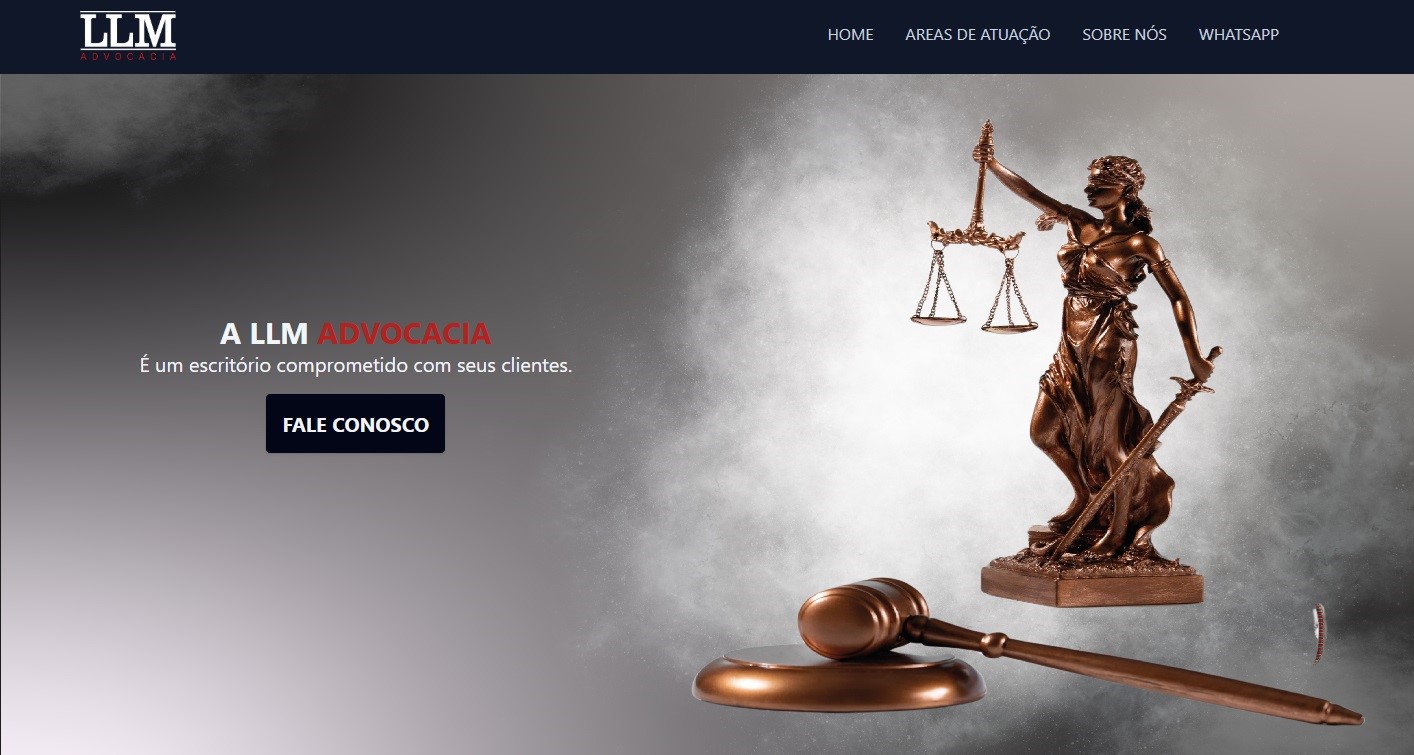 LLM
ADVOCACIA
HOME AREAS DE ATUAÇÃO SOBRE NÓS WHATSAPP
A LLM ADVOCACIA
É um escritório comprometido com seus clientes.
FALE CONOSCO